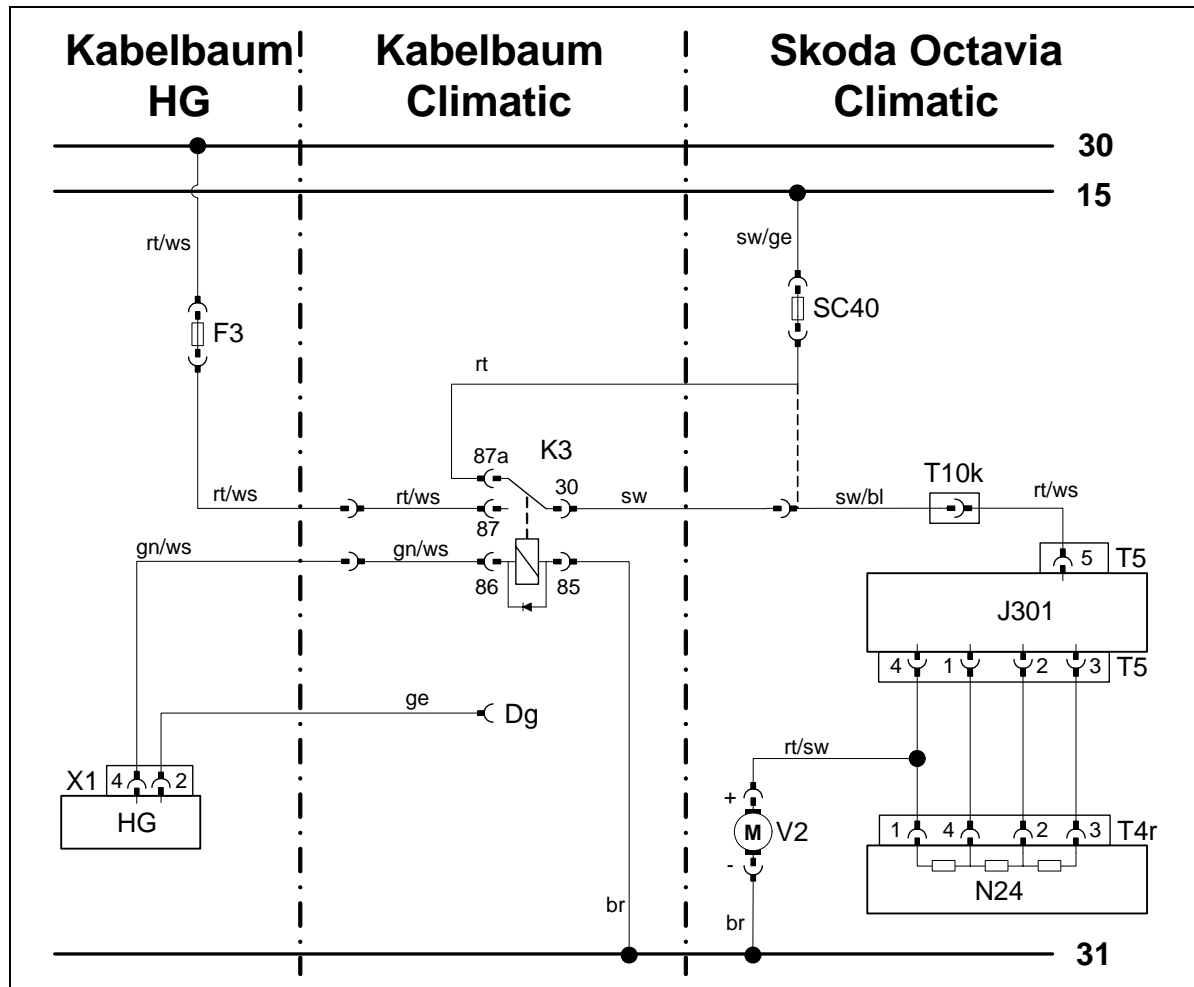 Kabelbaum
HG
Kabelbaum
Climatic
Skoda Octavia
Climatic
30
15
rt/ws
sw/ge
F3
SC40
rt
87a
K3
30
T10k
rt/ws
rt/ws
sw
sw/bl
rt/ws
87
gn/ws
gn/ws
86
85
5
T5
J301
4
1
2
3
T5
ge
Dg
rt/sw
X1
4
2
HG
+
M
V2
-
1
4
2
3
T4r
N24
br
br
31